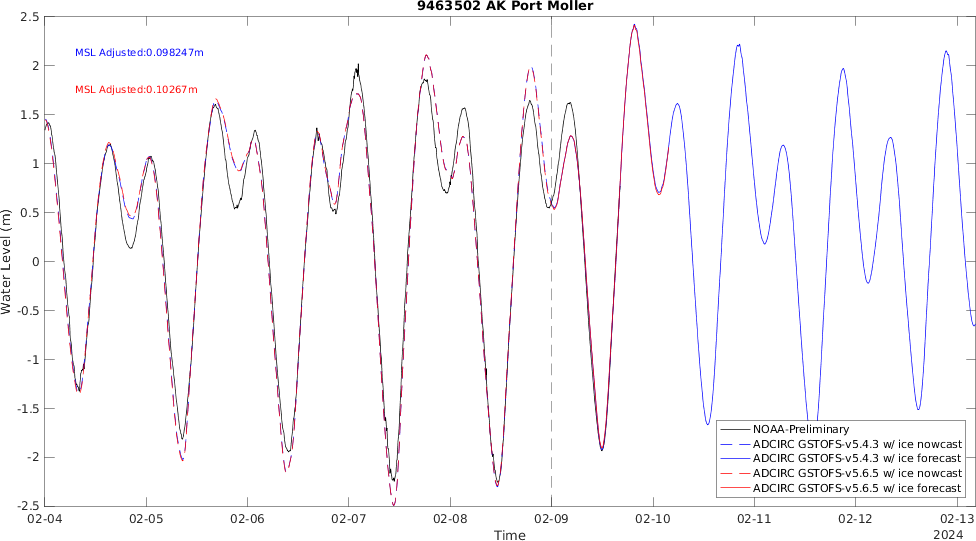 9463502 AK Port Moller
MSL Adjusted:0.098247m
MSL Adjusted:0.10267m
Water Level (m)
2.5
2
1.5
1
0.5
0
-0.5
-1
-1.5
-2
-2.5
NOAA-Preliminary
ADCIRC GSTOFS-v5.4.3 w/ ice nowcast
ADCIRC GSTOFS-v5.4.3 w/ ice forecast
ADCIRC GSTOFS-v5.6.5 w/ ice nowcast
ADCIRC GSTOFS-v5.6.5 w/ ice forecast
02-04 02-05 02-06 02-07 02-08 02-09 02-10 02-11 02-12 02-13
Time
2024